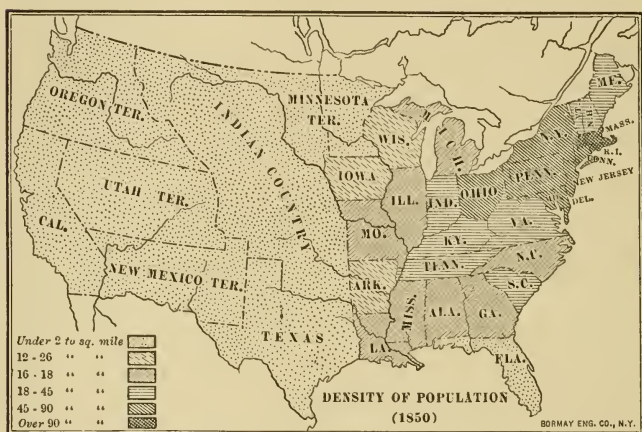 OREGON TER.
INDIAN COUNTRY
MINNESOTA
TER.
WIS.
MICH.
ME.
N.Y.
MASS.
R.I.
CONN.
NEW JERSEY
PENN.
DEL.
UTAH TER.
IOWA
ILL.
IND.
OHIO
VA.
CAL.
MO.
KY.
NEW MEXICO TER.
ARK.
TENN.
N.C.
S.C.
TEXAS
LA.
MISS.
ALA.
GA.
FLA.
Under 2 to sq. mile
12 - 26 " "
16 - 18 " "
18 - 45 " "
45 - 90 " "
Over 90 " "
DENSITY OF POPULATION
(1850)
BORMAY ENG. CO., N.Y.